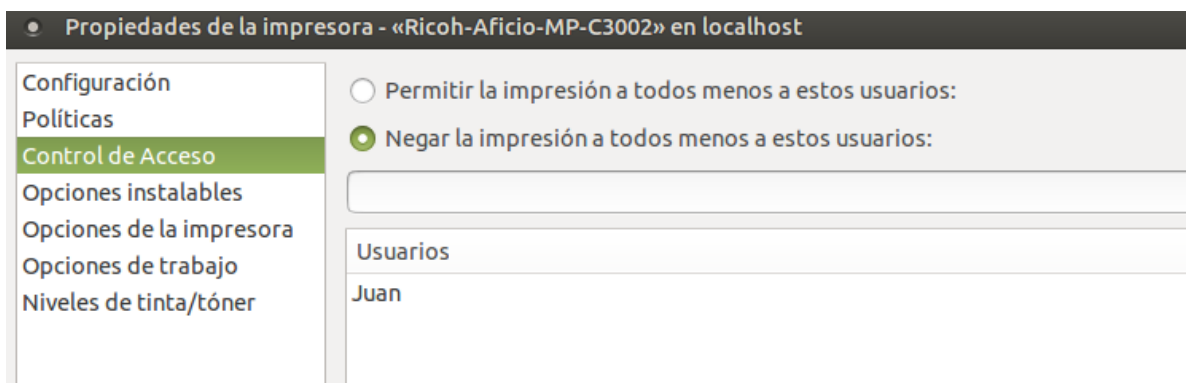 Propiedades de la impresora - «Ricoh-Aficio-MP-C3002» en localhost
Configuración
Políticas
Control de Acceso
Opciones instalables
Opciones de la impresora
Opciones de trabajo
Niveles de tinta/tóner
Permitir la impresión a todos menos a estos usuarios:
Negar la impresión a todos menos a estos usuarios:
Usuarios
Juan